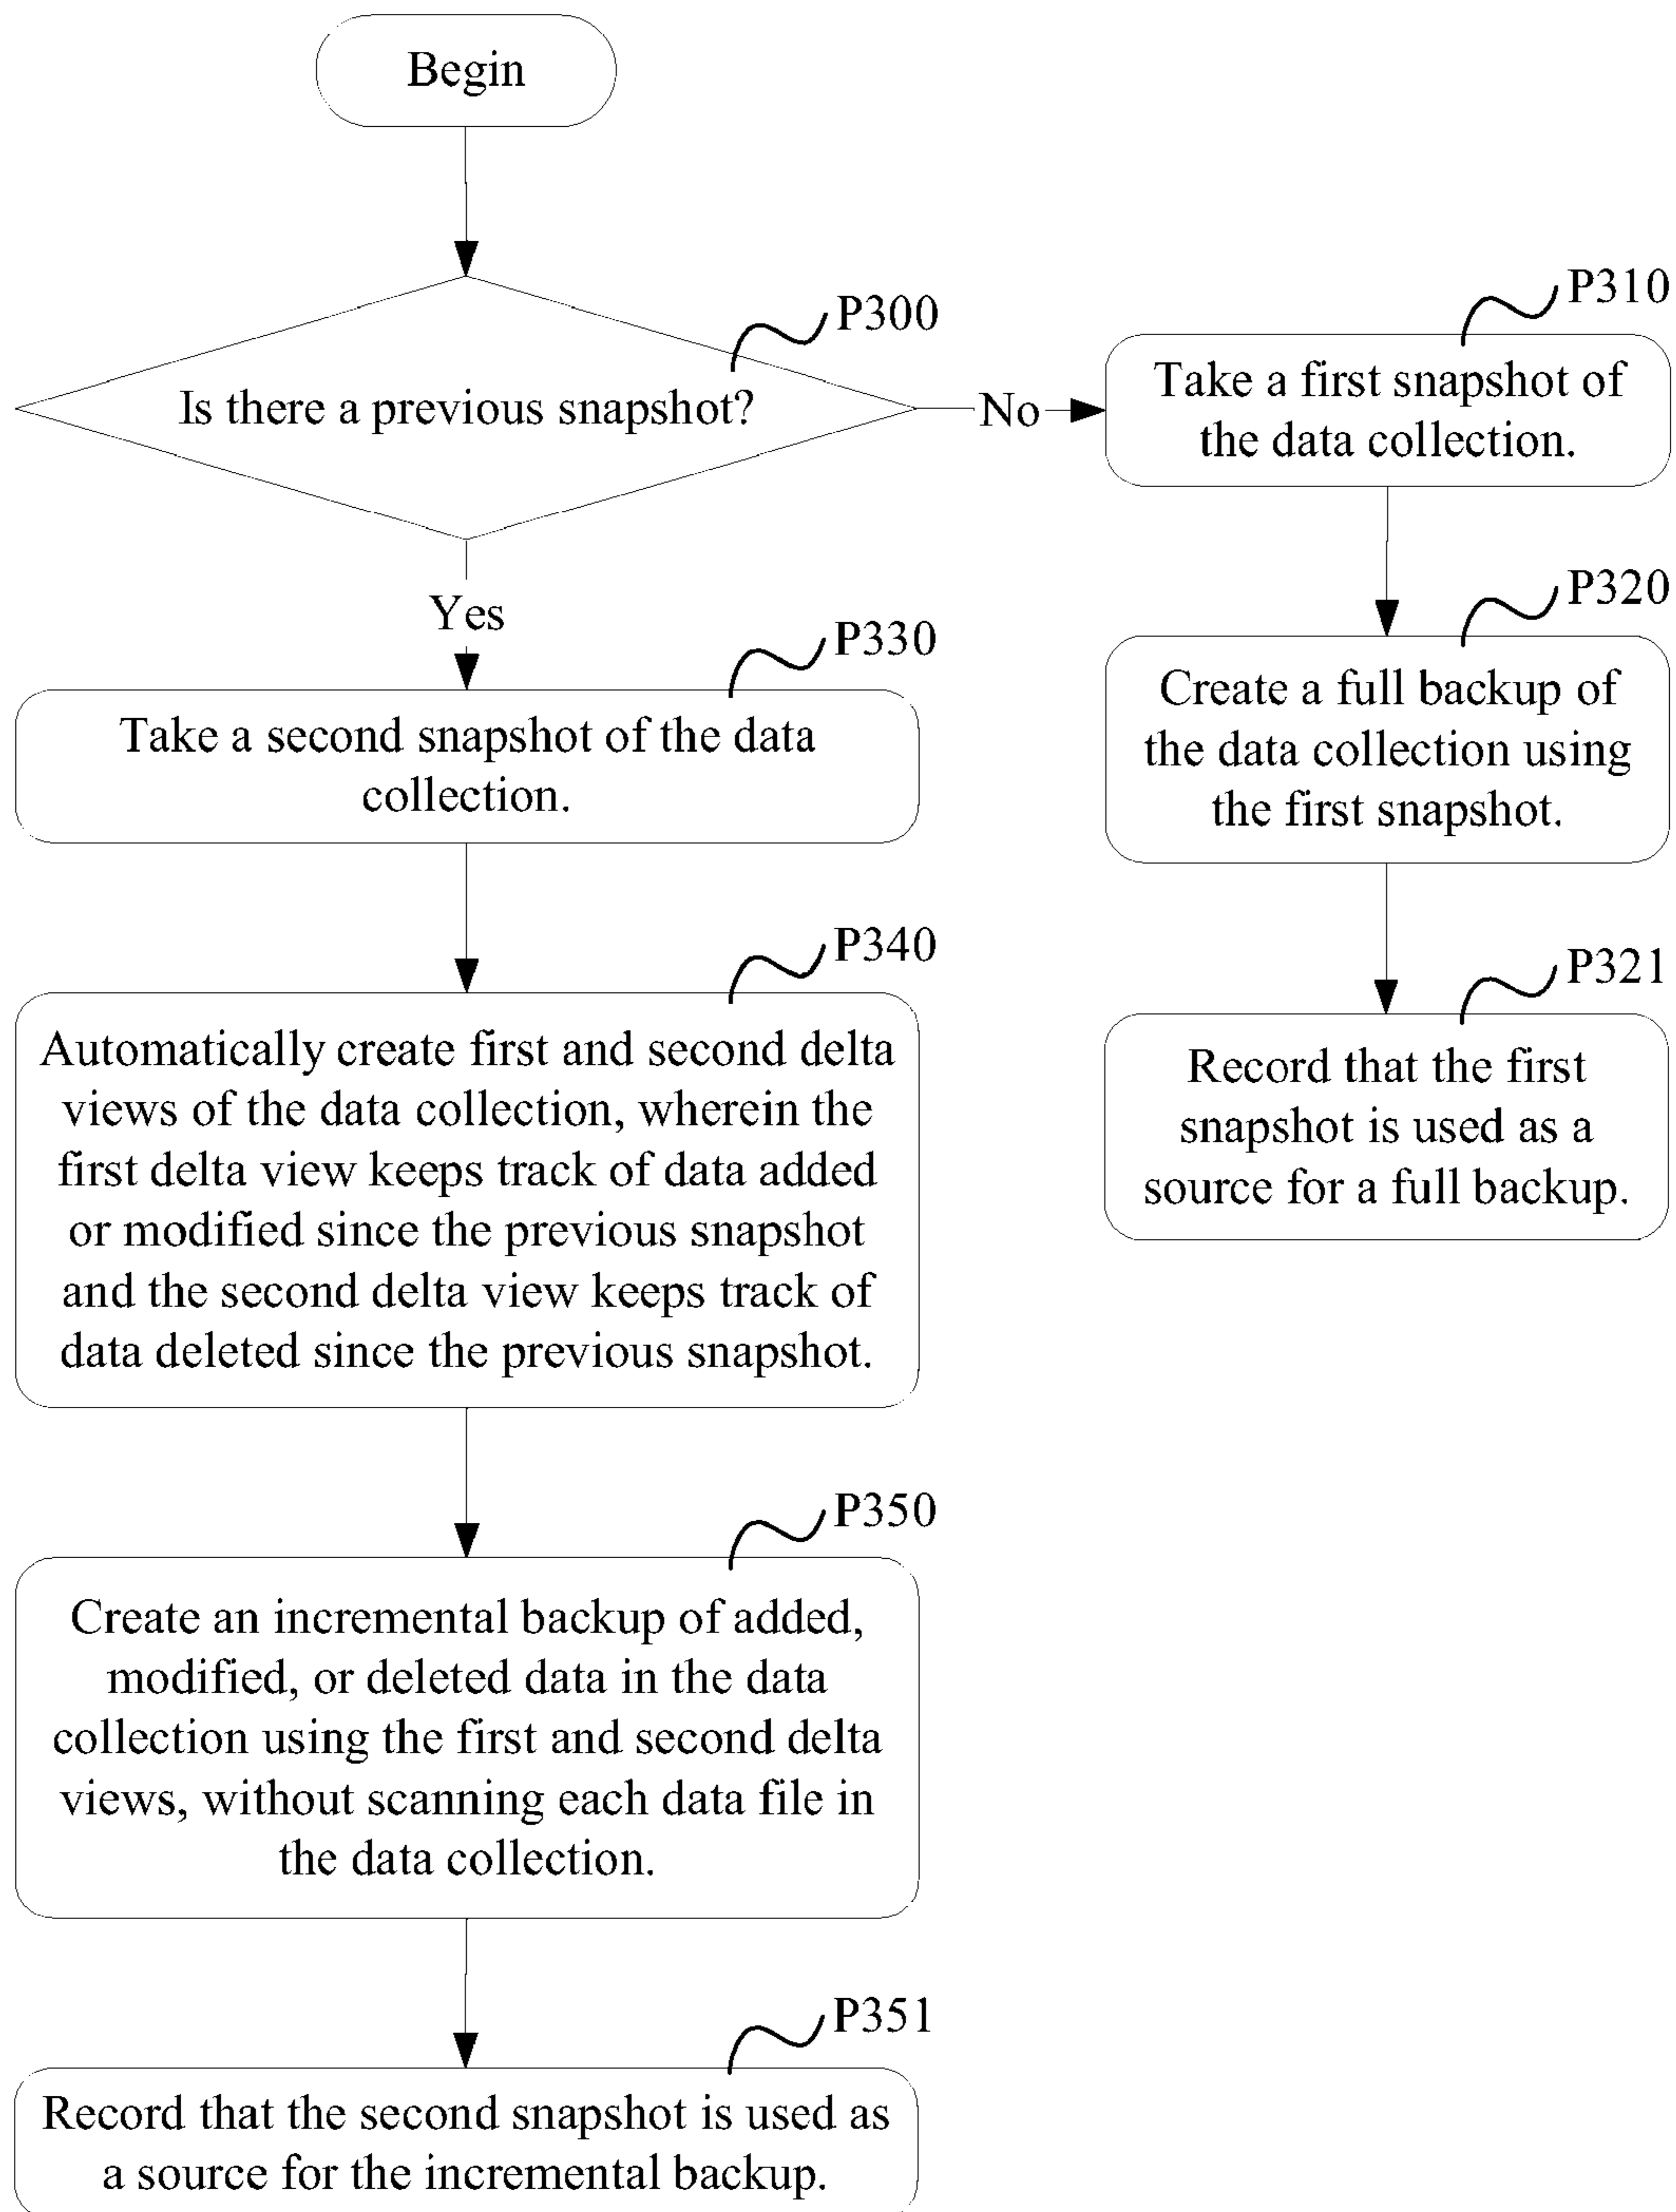 Begin
P300
Is there a previous snapshot?
No
P310
Take a first snapshot of
the data collection.
P320
Create a full backup of
the data collection using
the first snapshot.
P321
Record that the first
snapshot is used as a
source for a full backup.
Yes
P330
Take a second snapshot of the data
collection.
P340
Automatically create first and second delta
views of the data collection, wherein the
first delta view keeps track of data added
or modified since the previous snapshot
and the second delta view keeps track of
data deleted since the previous snapshot.
P350
Create an incremental backup of added,
modified, or deleted data in the data
collection using the first and second delta
views, without scanning each data file in
the data collection.
P351
Record that the second snapshot is used as
a source for the incremental backup.